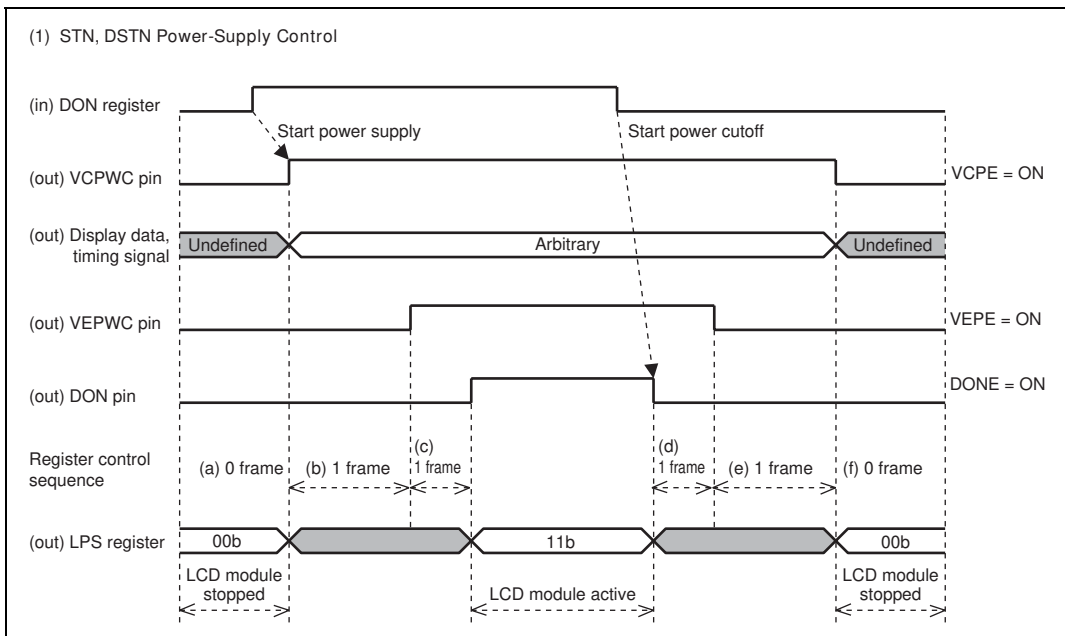 (1) STN, DSTN Power-Supply Control
(in) DON register
Start power supply
Start power cutoff
(out) VCPWC pin
VCPE = ON
(out) Display data,
timing signal
Undefined
Arbitrary
Undefined
(out) VEPWC pin
VEPE = ON
(out) DON pin
DONE = ON
Register control
sequence
(a) 0 frame
(b) 1 frame
(c)
1 frame
(d)
1 frame
(e) 1 frame
(f) 0 frame
(out) LPS register
00b
11b
00b
LCD module
stopped
LCD module active
LCD module
stopped